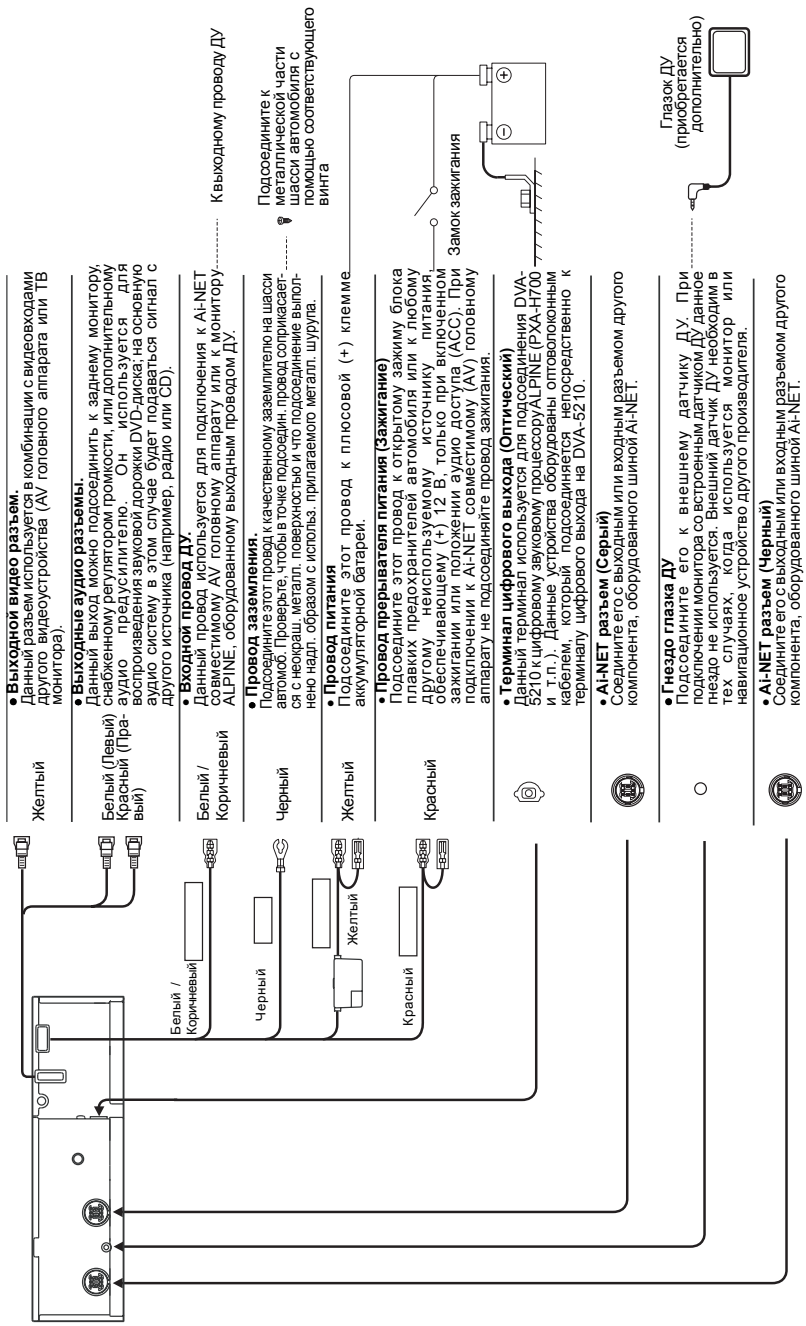 • Выходной видео разъем.
Данный разъем используется в комбинации с видеовходами
другого видеоустройства (AV головного аппарата или ТВ
монитора).
Желтый
• Выходные аудио разъемы.
Данный выход можно подсоединить к заднему монитору,
снабженному регулятором громкости, или дополнительному
аудио предусилителю. Он используется для
воспроизведения звуковой дорожки DVD-диска; на основную
аудио систему в этом случае будет подаваться сигнал с
другого источника (например, радио или CD).
Белый (Левый)
Красный (Пра-
вый)
• Входной провод ДУ.
Данный провод используется для подключения к Ai-NET
совместимому AV головному аппарату или к монитору
ALPINE, оборудованному выходным проводом ДУ.
Белый /
Коричневый
К выходному проводу ДУ
• Провод заземления.
Подсоедините этот провод к качественному заземлителю на шасси
автомоб. Проверьте, чтобы в точке подсоедин. провод соприкасает-
ся с неокраш. металл. поверхностью и что подсоединение выпол-
нено надл. образом с использ. прилагаемого металл. шурупа.
Черный
Подсоедините к
металлической части
шасси автомобиля с
помощью соответствующего
винта
• Провод питания
Подсоедините этот провод к плюсовой (+) клемме
аккумуляторной батареи.
Желтый
• Провод прерывателя питания (Зажигание)
Подсоедините этот провод к открытому зажиму блока
плавких предохранителей автомобиля или к любому
другому неиспользуемому источнику питания,
обеспечивающему (+) 12 В, только при включенном
зажигании или положении аудио доступа (ACC). При
подключении к Ai-NET совместимому (AV) головному
аппарату не подсоединяйте провод зажигания.
Красный
Замок зажигания
• Терминал цифрового выхода (Оптический)
Данный терминал используется для подсоединения DVA-
5210 к цифровому звуковому процессору ALPINE (PXA-H700
и т.п.). Данные устройства оборудованы оптоволоконным
кабелем, который подсоединяется непосредственно к
терминалу цифрового выхода на DVA-5210.
• Ai-NET разъем (Серый)
Соедините его с выходным или входным разъемом другого
компонента, оборудованного шиной Ai-NET.
• Гнездо глазка ДУ
Подсоедините его к внешнему датчику ДУ. При
подключении монитора со встроенным датчиком ДУ данное
гнездо не используется. Внешний датчик ДУ необходим в
тех случаях, когда используется монитор или
навигационное устройство другого производителя.
Глазок ДУ
(приобретается
дополнительно)
• Ai-NET разъем (Черный)
Соедините его с выходным или входным разъемом другого
компонента, оборудованного шиной Ai-NET.
Белый /
Коричневый
Черный
Желтый
Красный